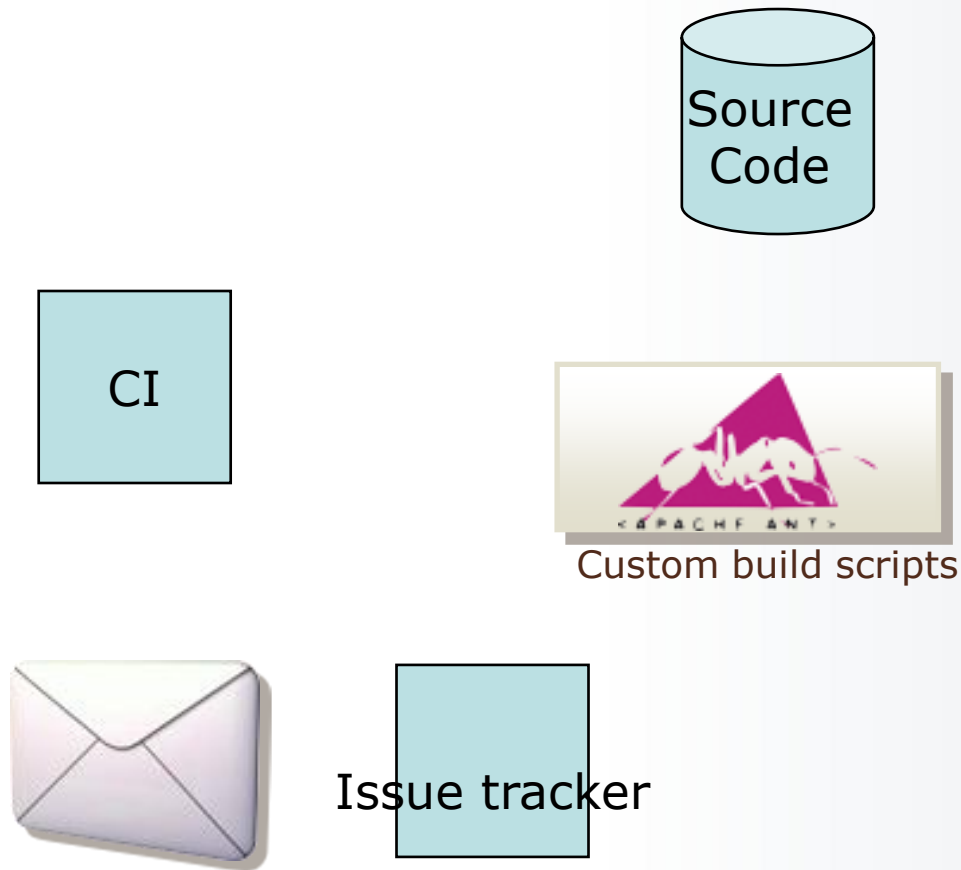 Source
Code
CI
<APACHE ANT>
Custom build scripts
Issue tracker